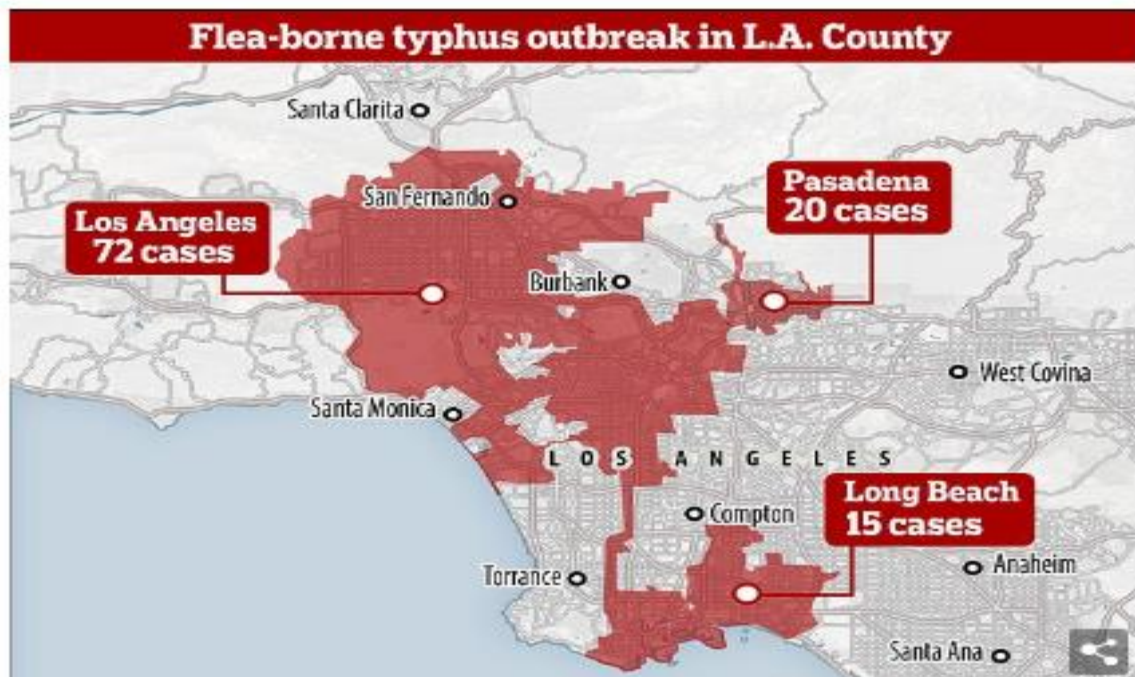 Flea-borne typhus outbreak in L.A. County
Santa Clarita
San Fernando
Pasadena
20 cases
Los Angeles
72 cases
Burbank
West Covina
Santa Monica
LOS ANGELES
Long Beach
15 cases
Compton
Anaheim
Torrance
Santa Ana